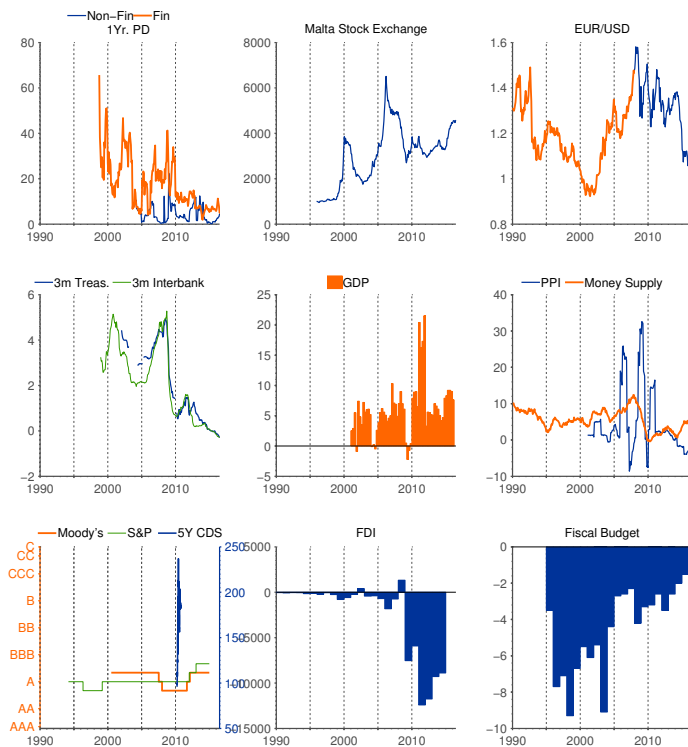 Non-Fin Fin
1Yr. PD
80
60
40
20
0
1990 2000 2010
Malta Stock Exchange
8000
6000
4000
2000
0
1990 2000 2010
EUR/USD
1.6
1.4
1.2
1
0.8
1990 2000 2010
3m Treas. 3m Interbank
6
4
2
0
-2
1990 2000 2010
GDP
25
20
15
10
5
0
-5
1990 2000 2010
PPI Money Supply
40
30
20
10
0
-10
1990 2000 2010
Moody's S&P 5Y CDS
C
CC
CCC
B
BB
BBB
A
AA
AAA
250
200
150
100
50
1990 2000 2010
FDI
5000
0
-5000
-10000
-15000
1990 2000 2010
Fiscal Budget
0
-2
-4
-6
-8
-10
1990 2000 2010